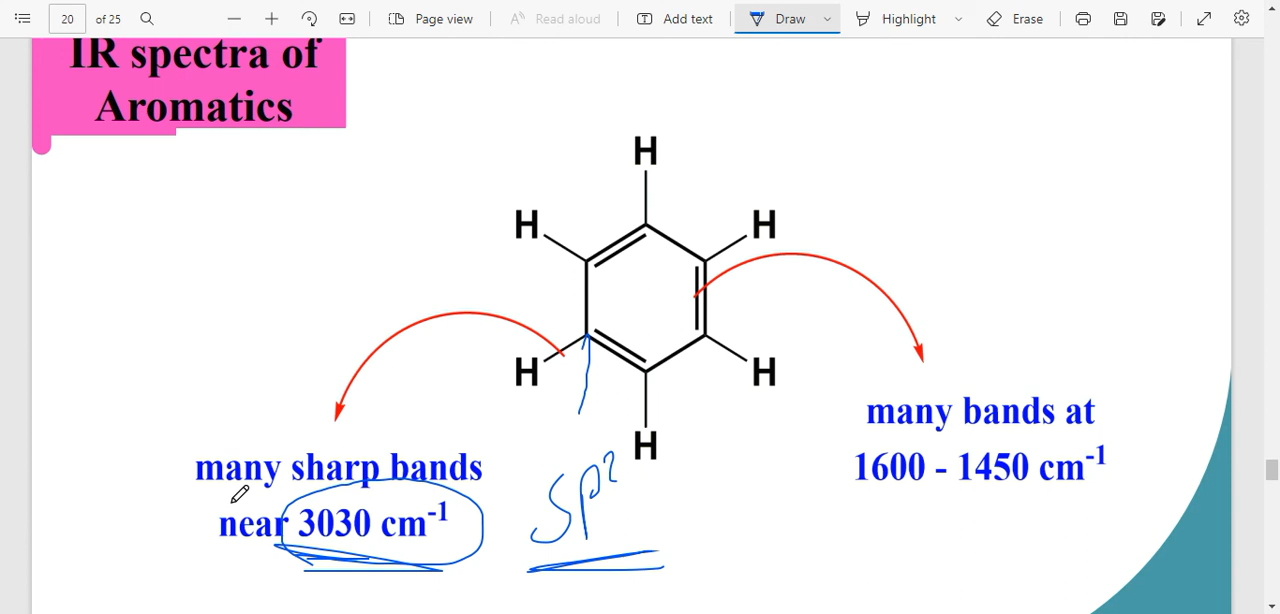 20 of 25 Page view Read aloud Add text Draw Highlight Erase
IR spectra of
Aromatics
H
H H
H H
H
many sharp bands
near 3030 cm⁻¹
SP²
many bands at
1600 - 1450 cm⁻¹